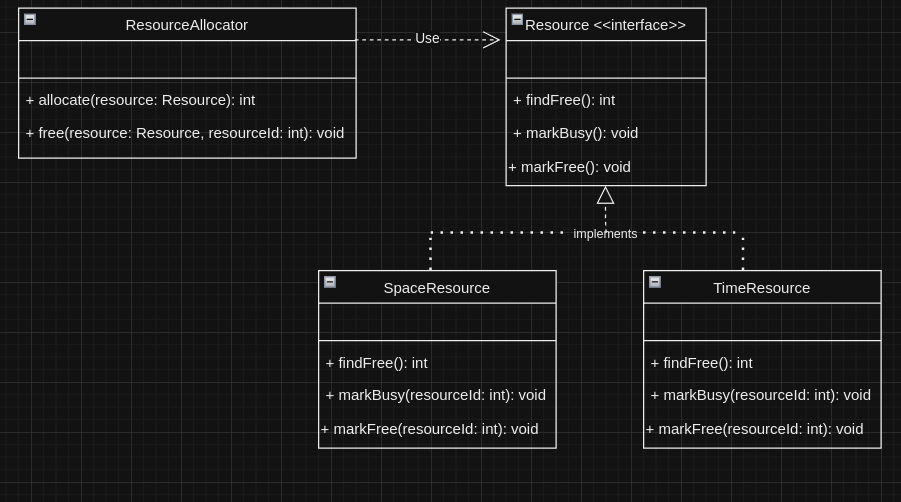 ResourceAllocator
+ allocate(resource: Resource): int
+ free(resource: Resource, resourceId: int): void
Use
Resource <<interface>>
+ findFree(): int
+ markBusy(): void
+ markFree(): void
implements
SpaceResource
+ findFree(): int
+ markBusy(resourceId: int): void
+ markFree(resourceId: int): void
TimeResource
+ findFree(): int
+ markBusy(resourceId: int): void
+ markFree(resourceId: int): void